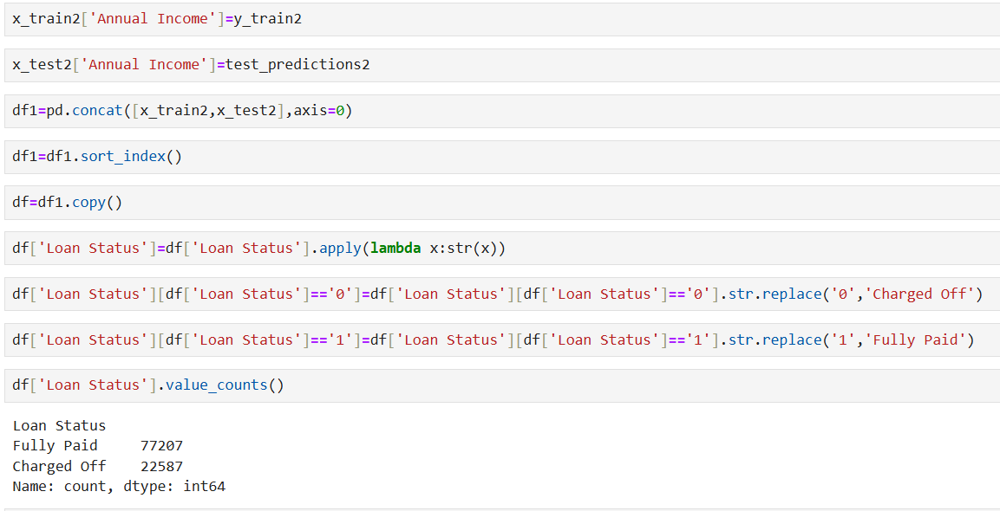 x_train2['Annual Income']=y_train2
x_test2['Annual Income']=test_predictions2
df1=pd.concat([x_train2,x_test2],axis=0)
df1=df1.sort_index()
df=df1.copy()
df['Loan Status']=df['Loan Status'].apply(lambda x:str(x))
df['Loan Status'][df['Loan Status']=='0']=df['Loan Status'][df['Loan Status']=='0'].str.replace('0','Charged Off')
df['Loan Status'][df['Loan Status']=='1']=df['Loan Status'][df['Loan Status']=='1'].str.replace('1','Fully Paid')
df['Loan Status'].value_counts()
Loan Status
Fully Paid     77207
Charged Off    22587
Name: count, dtype: int64